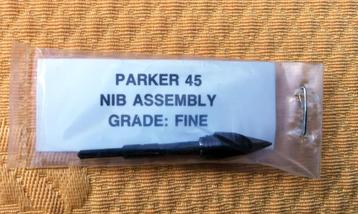 PARKER 45
NIB ASSEMBLY
GRADE: FINE